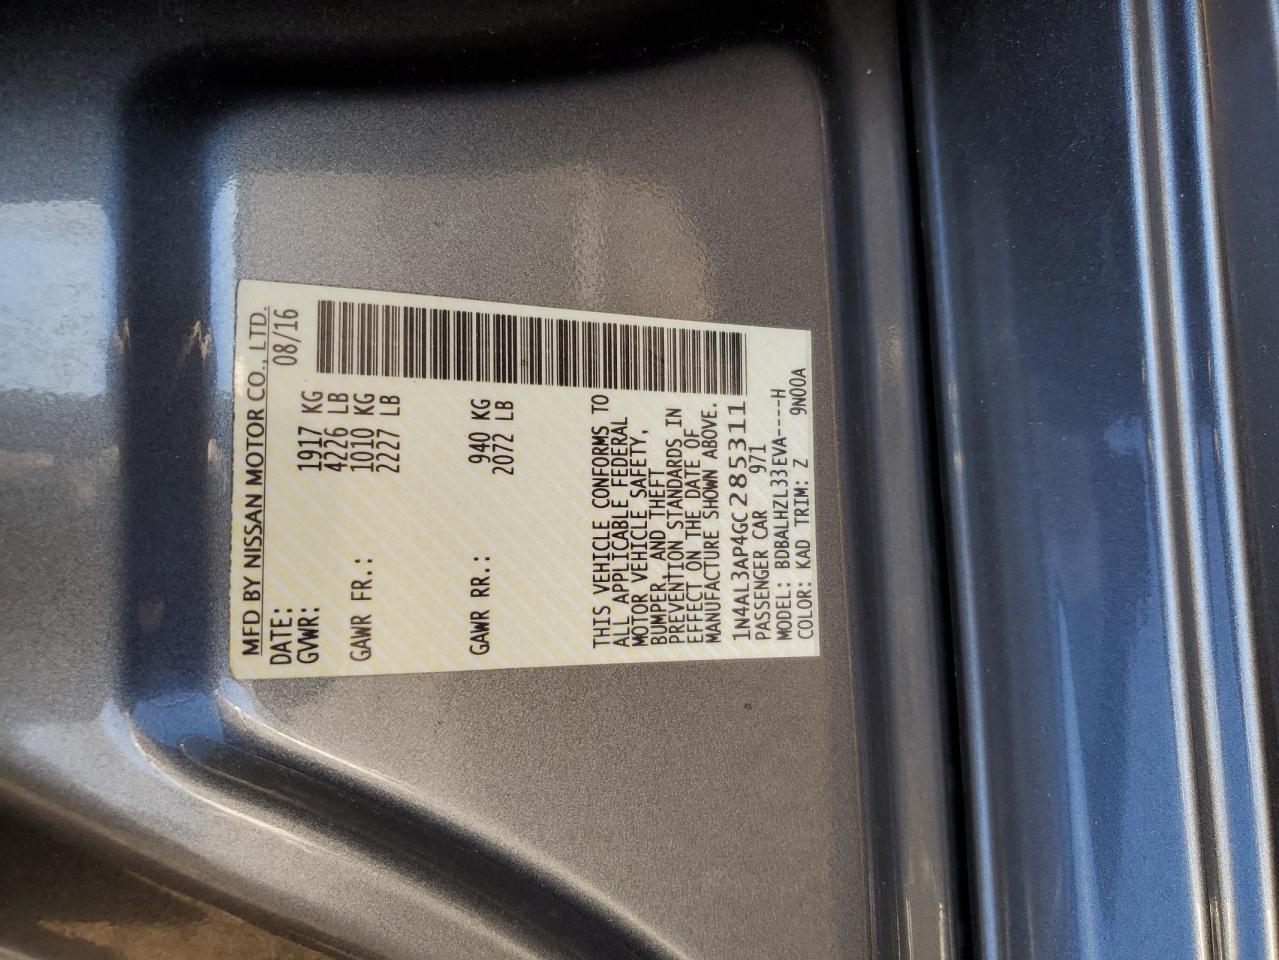 MFD BY NISSAN MOTOR CO., LTD.
DATE: 08/16
GVWR: 1917 KG
4226 LB
GAWR FR.: 1010 KG
2227 LB
GAWR RR.: 940 KG
2072 LB
THIS VEHICLE CONFORMS TO
ALL APPLICABLE FEDERAL
MOTOR VEHICLE SAFETY,
BUMPER, AND THEFT
PREVENTION STANDARDS IN
EFFECT ON THE DATE OF
MANUFACTURE SHOWN ABOVE.
1N4AL3AP4GC285311
PASSENGER CAR 971
MODEL: BDBALHZL33EVA-----H
COLOR: KAD TRIM: Z 9N00A